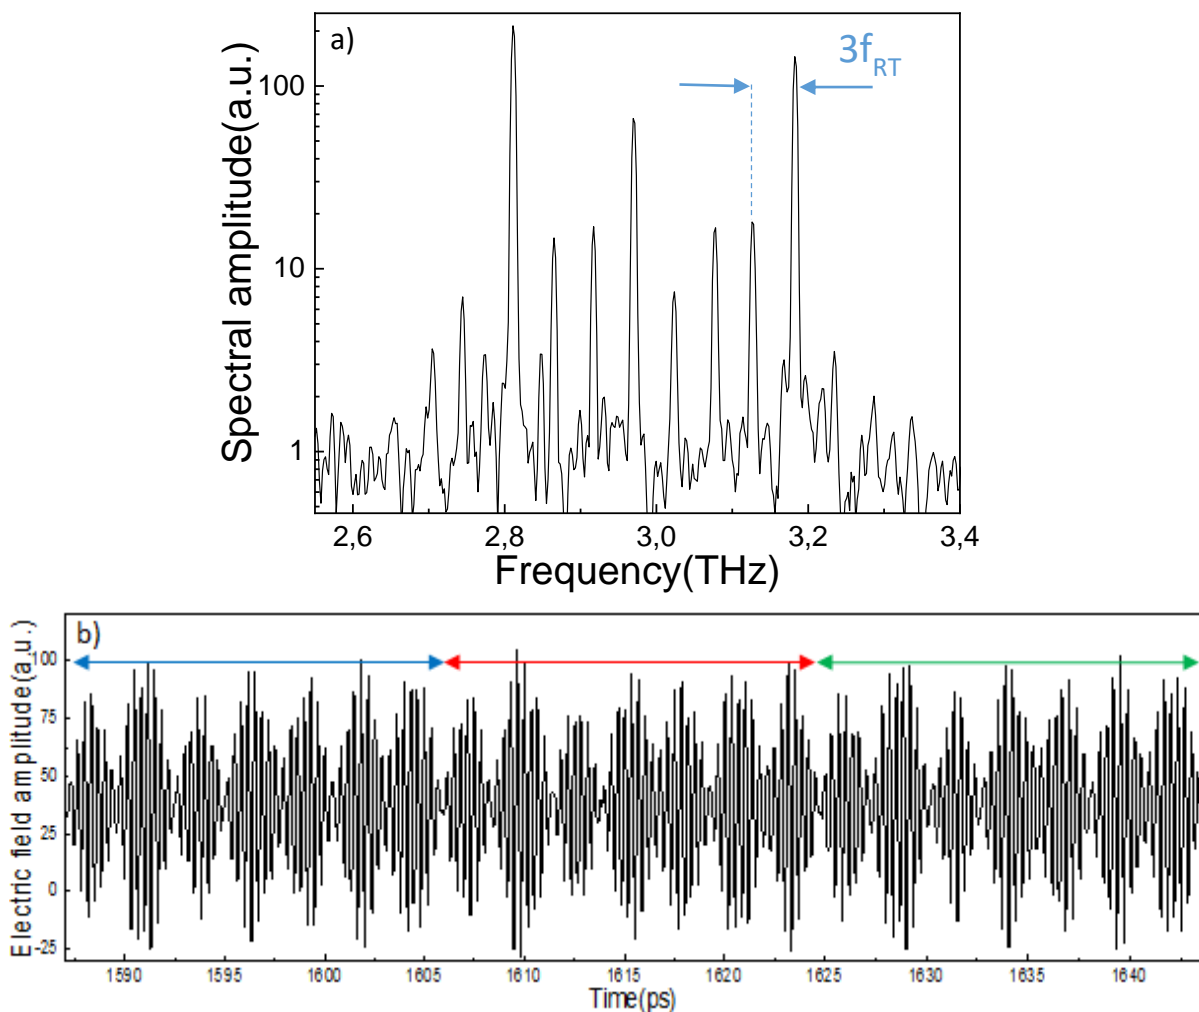 a)
3fRT
Spectral amplitude(a.u.)
100
10
1
2,6 2,8 3,0 3,2 3,4
Frequency(THz)
b)
Electric field amplitude(a.u.)
100
75
50
25
0
-25
1590 1595 1600 1605 1610 1615 1620 1625 1630 1635 1640
Time(ps)